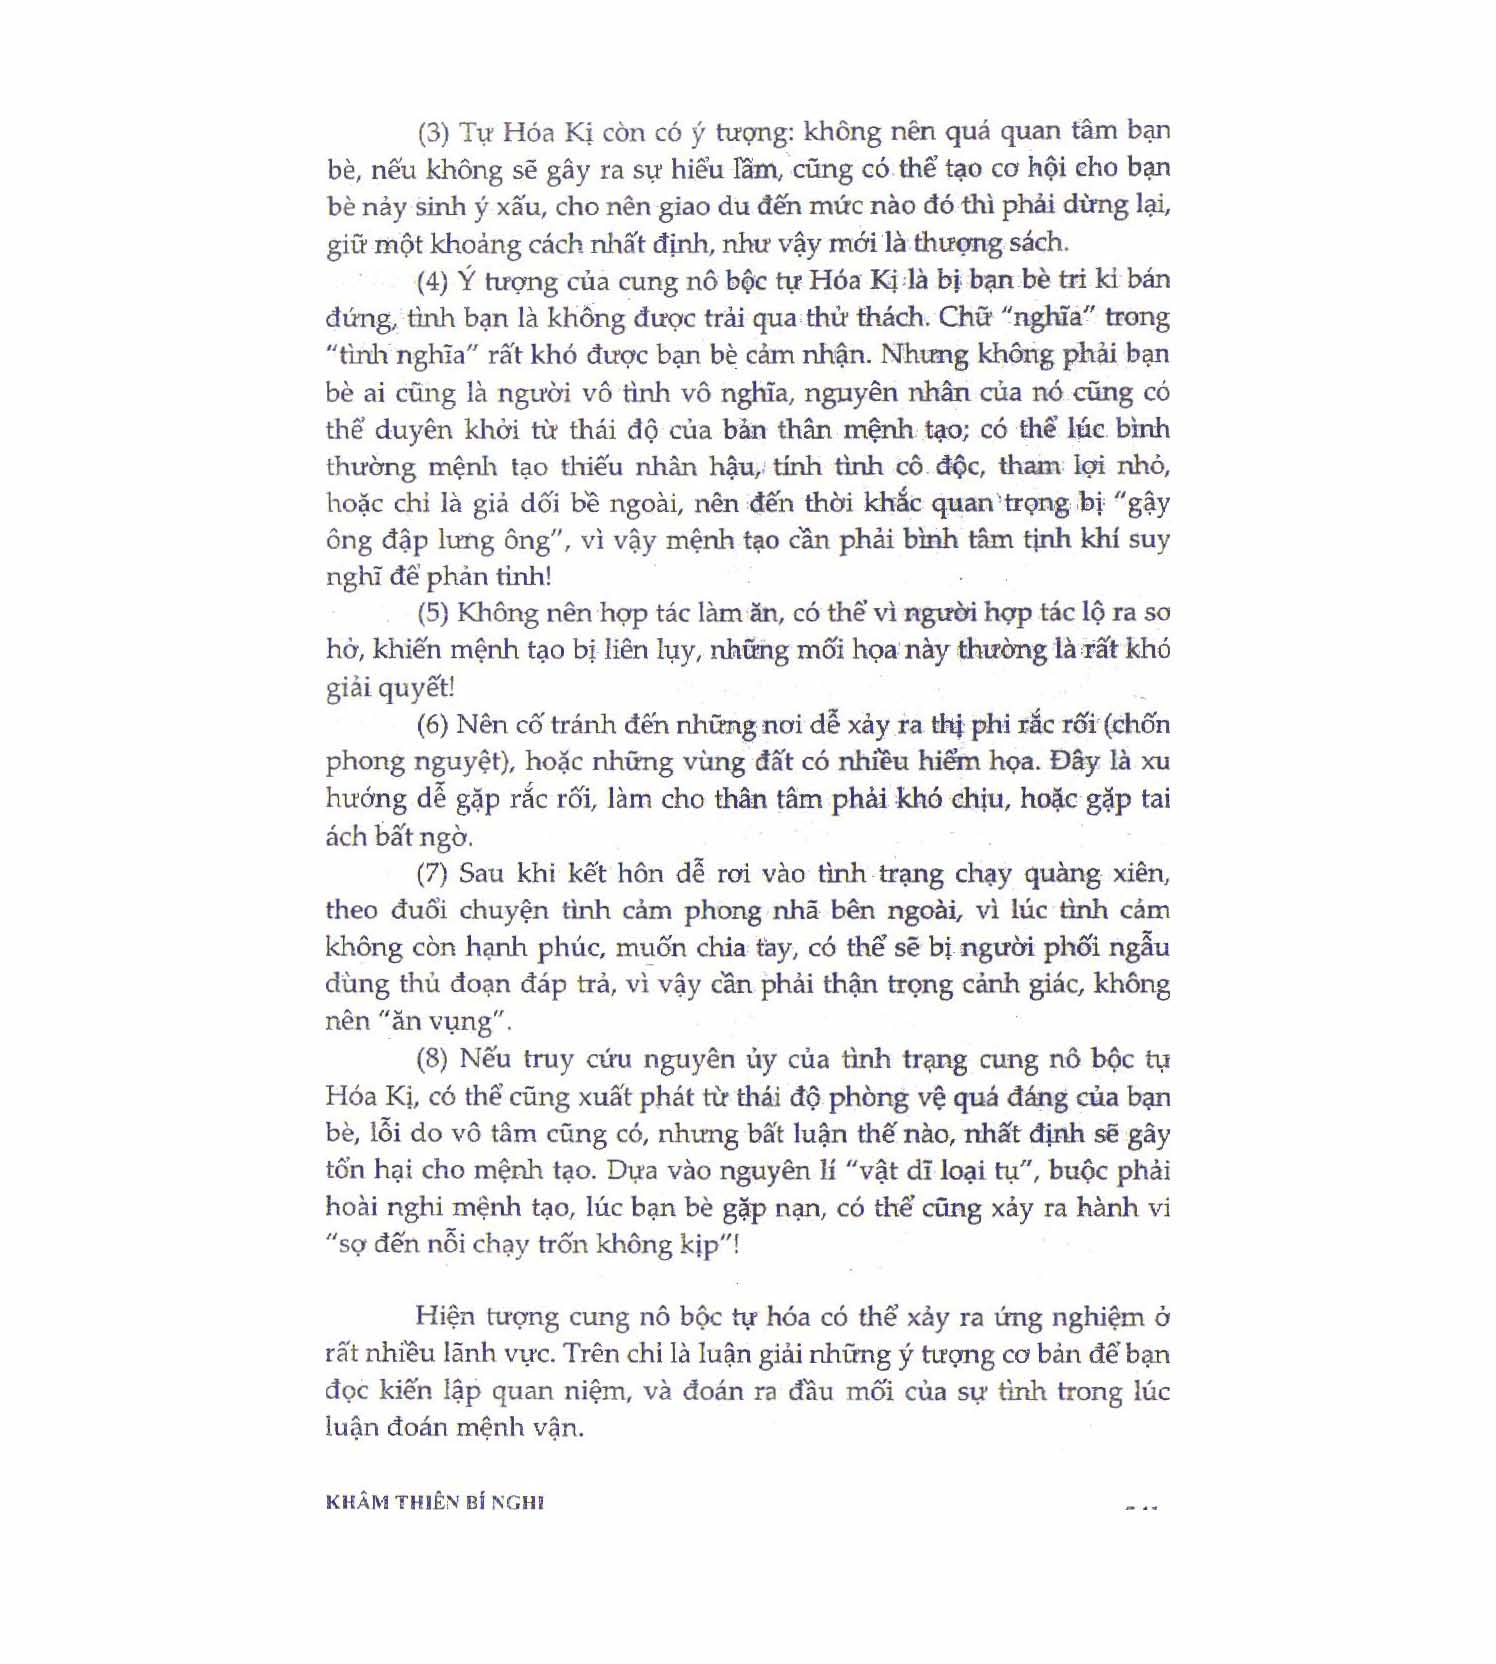 (3) Tự Hóa Kị còn có ý tượng: không nên quá quan tâm bạn
bè, nếu không sẽ gây ra sự hiểu lầm, cũng có thể tạo cơ hội cho bạn
bè nảy sinh ý xấu, cho nên giao du đến mức nào đó thì phải dừng lại,
giữ một khoảng cách nhất định, như vậy mới là thượng sách.
(4) Ý tượng của cung nô bộc tự Hóa Kị là bị bạn bè tri kỉ bán
đứng, tình bạn là không được trải qua thử thách. Chữ "nghĩa" trong
"tình nghĩa" rất khó được bạn bè cảm nhận. Nhưng không phải bạn
bè ai cũng là người vô tình vô nghĩa, nguyên nhân của nó cũng có
thể duyên khởi từ thái độ của bản thân mệnh tạo; có thể lúc bình
thường mệnh tạo thiếu nhân hậu, tính tình cô độc, tham lợi nhỏ,
hoặc chỉ là giả dối bề ngoài, nên đến thời khắc quan trọng bị "gậy
ông đập lưng ông", vì vậy mệnh tạo cần phải bình tâm tịnh khí suy
nghĩ để phản tỉnh!
(5) Không nên hợp tác làm ăn, có thể vì người hợp tác lộ ra sơ
hở, khiến mệnh tạo bị liên lụy, những mối họa này thường là rất khó
giải quyết!
(6) Nên cố tránh đến những nơi dễ xảy ra thị phi rắc rối (chốn
phong nguyệt), hoặc những vùng đất có nhiều hiểm họa. Đây là xu
hướng dễ gặp rắc rối, làm cho thân tâm phải khó chịu, hoặc gặp tai
ách bất ngờ.
(7) Sau khi kết hôn dễ rơi vào tình trạng chạy quàng xiên,
theo đuổi chuyện tình cảm phong nhã bên ngoài, vì lúc tình cảm
không còn hạnh phúc, muốn chia tay, có thể sẽ bị người phối ngẫu
dùng thủ đoạn đáp trả, vì vậy cần phải thận trọng cảnh giác, không
nên "ăn vụng".
(8) Nếu truy cứu nguyên ủy của tình trạng cung nô bộc tự
Hóa Kị, có thể cũng xuất phát từ thái độ phòng vệ quá đáng của bạn
bè, lỗi do vô tâm cũng có, nhưng bất luận thế nào, nhất định sẽ gây
tổn hại cho mệnh tạo. Dựa vào nguyên lí "vật dĩ loại tụ", buộc phải
hoài nghi mệnh tạo, lúc bạn bè gặp nạn, có thể cũng xảy ra hành vi
"sợ đến nỗi chạy trốn không kịp"!
Hiện tượng cung nô bộc tự hóa có thể xảy ra ứng nghiệm ở
rất nhiều lãnh vực. Trên chỉ là luận giải những ý tượng cơ bản để bạn
đọc kiến lập quan niệm, và đoán ra đầu mối của sự tình trong lúc
luận đoán mệnh vận.
KHÂM THIÊN BÍ NGHI